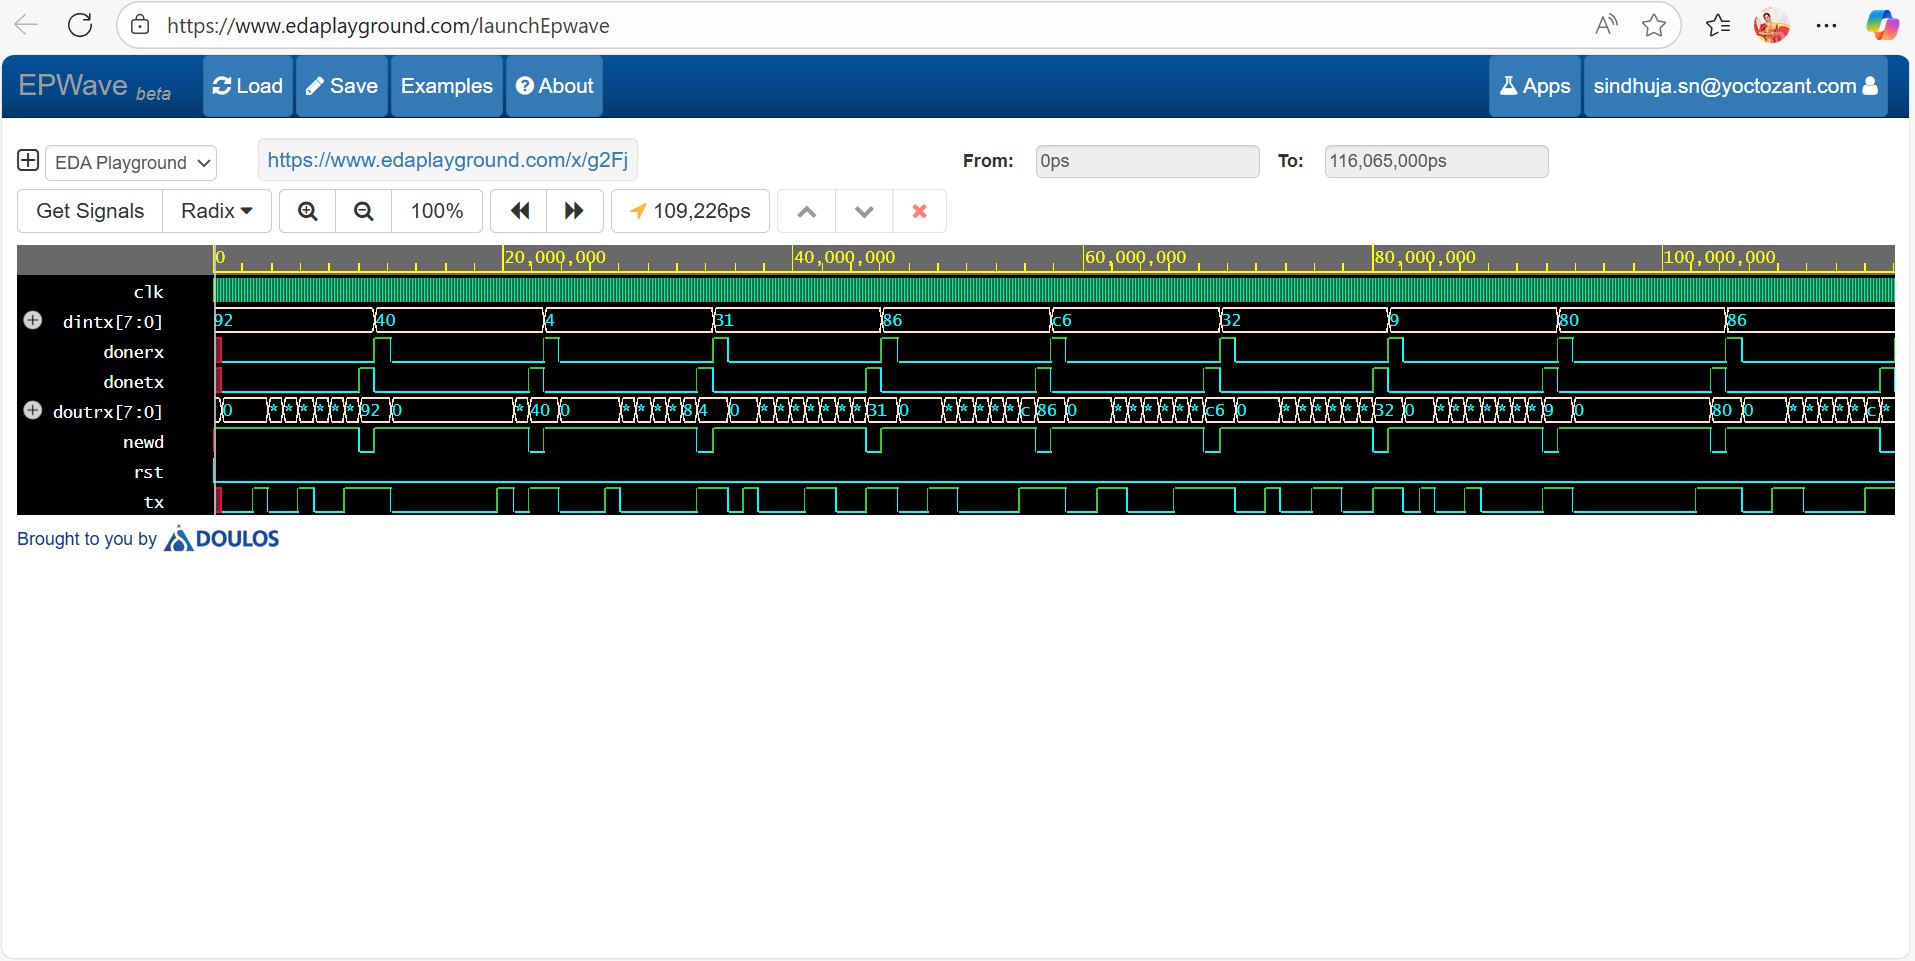 https://www.edaplayground.com/launchEpwave
EPWave beta Load Save Examples About Apps sindhuja.sn@yoctozant.com
EDA Playground https://www.edaplayground.com/x/g2Fj From: 0ps To: 116,065,000ps
Get Signals Radix 100% 109,226ps
0 20,000,000 40,000,000 60,000,000 80,000,000 100,000,000
clk
dintx[7:0] 92 40 4 31 86 c6 32 9 80 86
donerx
donetx
doutrx[7:0] 0 * * * * * * 92 0 * 40 0 * * * * 8 4 0 * * * * * * * 31 0 * * * * * c 86 0 * * * * * * c6 0 * * * * * * 32 0 * * * * * * * 9 0 80 0 * * * * * c *
newd
rst
tx
Brought to you by DOULOS